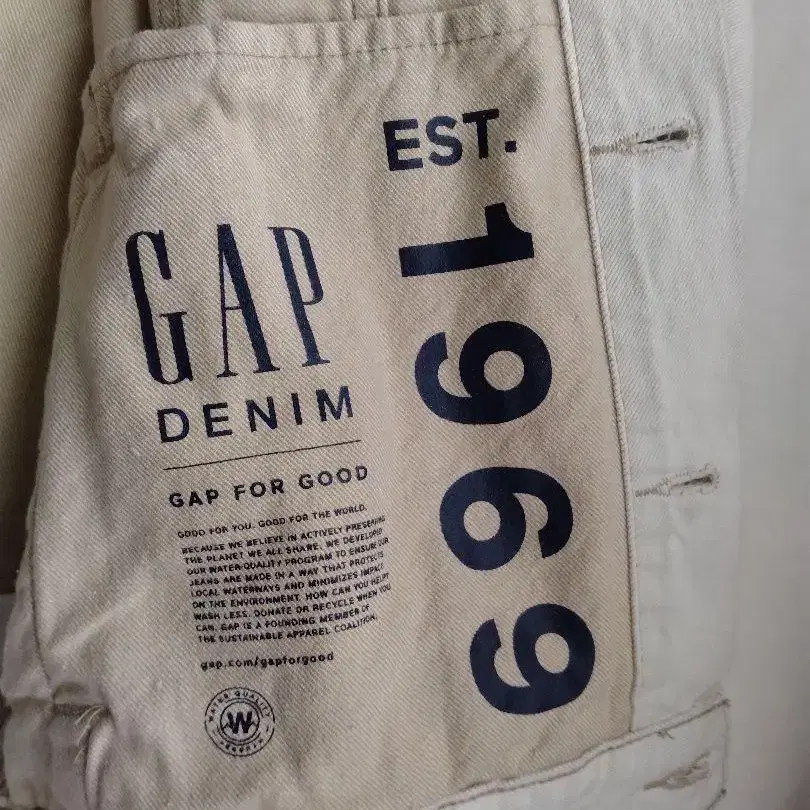 EST.
1969
GAP
DENIM
GAP FOR GOOD
GOOD FOR YOU. GOOD FOR THE WORLD.
BECAUSE WE BELIEVE IN ACTIVELY PRESERVING
THE PLANET WE ALL SHARE, WE DEVELOPED
OUR WATER-QUALITY PROGRAM TO ENSURE OUR
JEANS ARE MADE IN A WAY THAT PROTECTS
LOCAL WATERWAYS AND MINIMIZES IMPACT
ON THE ENVIRONMENT. HOW CAN YOU HELP?
WASH LESS. DONATE OR RECYCLE WHEN YOU
CAN. GAP IS A FOUNDING MEMBER OF
THE SUSTAINABLE APPAREL COALITION.
gap.com/gapforgood
WATER QUALITY
W
PROGRAM